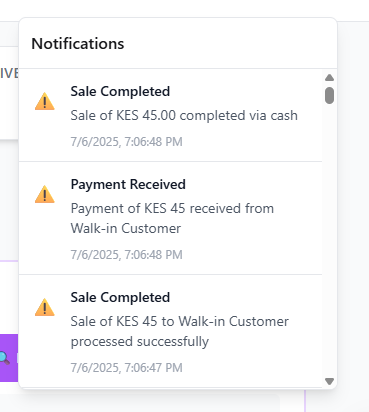 Notifications
IVE
Sale Completed
Sale of KES 45.00 completed via cash
7/6/2025, 7:06:48 PM
Payment Received
Payment of KES 45 received from
Walk-in Customer
7/6/2025, 7:06:48 PM
Sale Completed
Sale of KES 45 to Walk-in Customer
processed successfully
7/6/2025, 7:06:47 PM